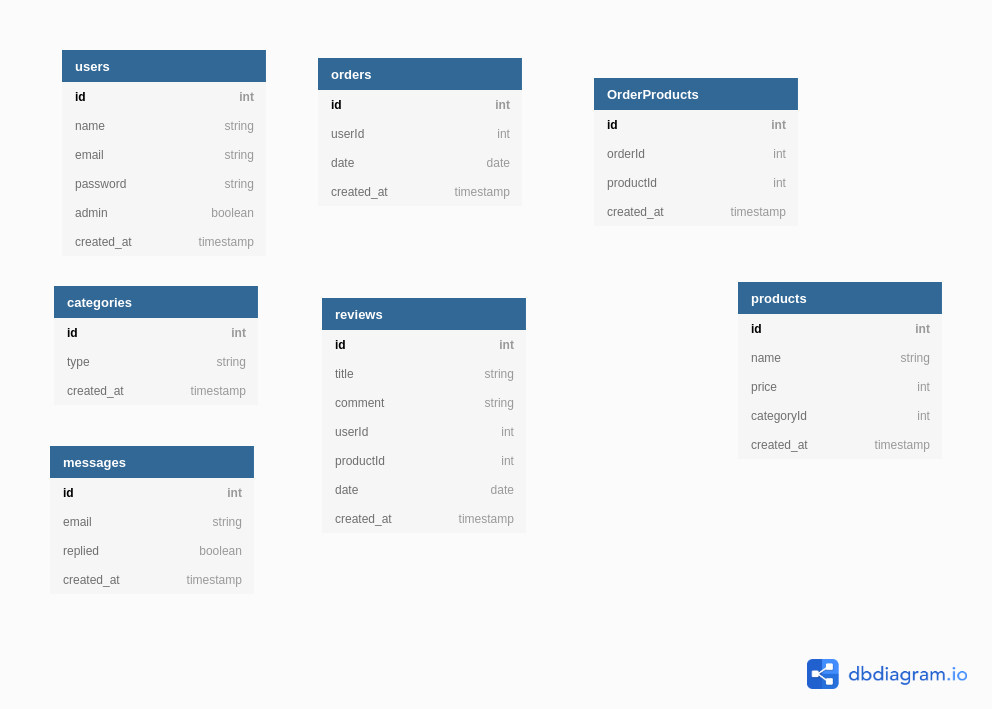 users
id int
name string
email string
password string
admin boolean
created_at timestamp
orders
id int
userId int
date date
created_at timestamp
OrderProducts
id int
orderId int
productId int
created_at timestamp
categories
id int
type string
created_at timestamp
reviews
id int
title string
comment string
userId int
productId int
date date
created_at timestamp
products
id int
name string
price int
categoryId int
created_at timestamp
messages
id int
email string
replied boolean
created_at timestamp
dbdiagram.io